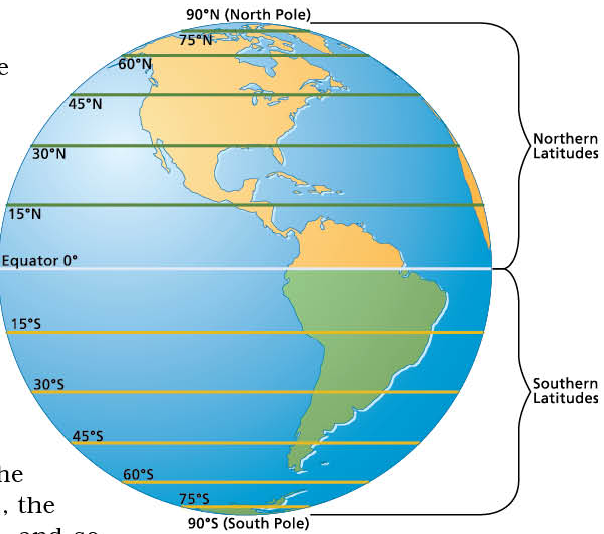 90°N (North Pole)
75°N
60°N
45°N
30°N
15°N
Equator 0°
15°S
30°S
45°S
60°S
75°S
90°S (South Pole)
Northern
Latitudes
Southern
Latitudes
, the